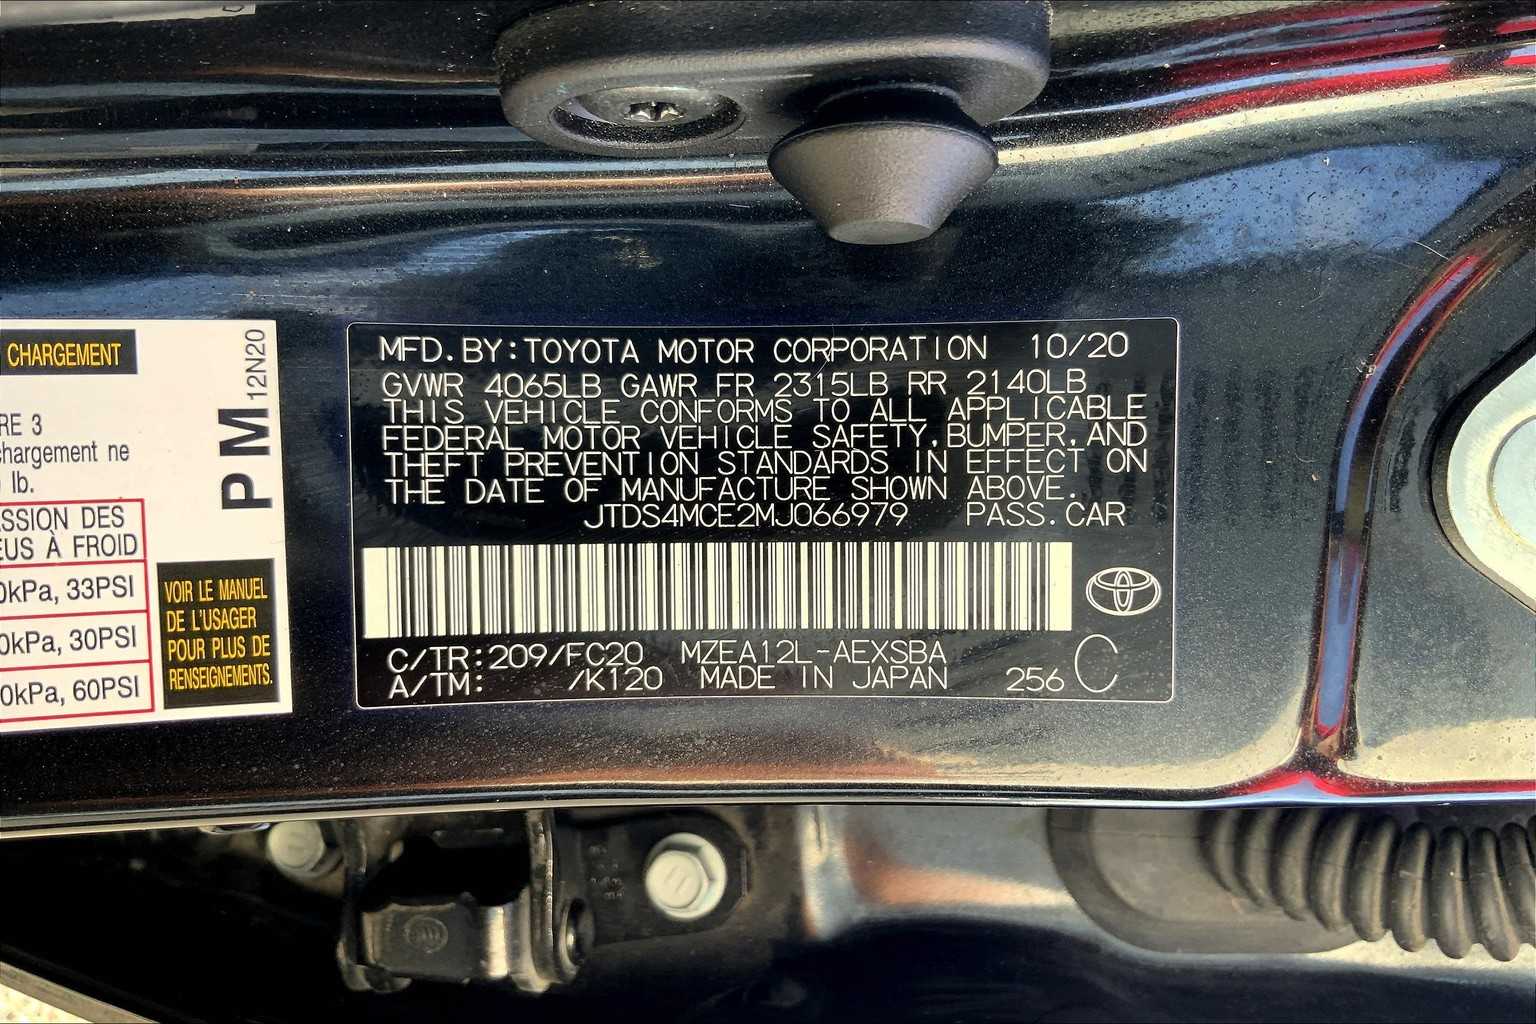 CHARGEMENT
PM 12N20
RE 3
chargement ne
lb.
SSION DES
EUS À FROID
0kPa, 33PSI
0kPa, 30PSI
0kPa, 60PSI
VOIR LE MANUEL
DE L'USAGER
POUR PLUS DE
RENSEIGNEMENTS.
MFD.BY:TOYOTA MOTOR CORPORATION 10/20
GVWR 4065LB GAWR FR 2315LB RR 2140LB
THIS VEHICLE CONFORMS TO ALL APPLICABLE
FEDERAL MOTOR VEHICLE SAFETY,BUMPER,AND
THEFT PREVENTION STANDARDS IN EFFECT ON
THE DATE OF MANUFACTURE SHOWN ABOVE.
JTDS4MCE2MJ066979 PASS.CAR
C/TR:209/FC20 MZEA12L-AEXSBA
A/TM: /K120 MADE IN JAPAN 256 C